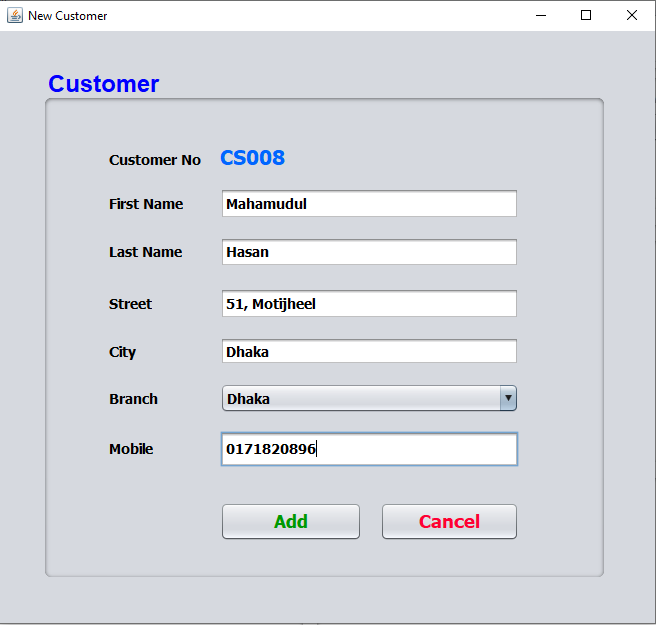 New Customer
Customer
Customer No CS008
First Name Mahamudul
Last Name Hasan
Street 51, Motijheel
City Dhaka
Branch Dhaka
Mobile 0171820896
Add Cancel